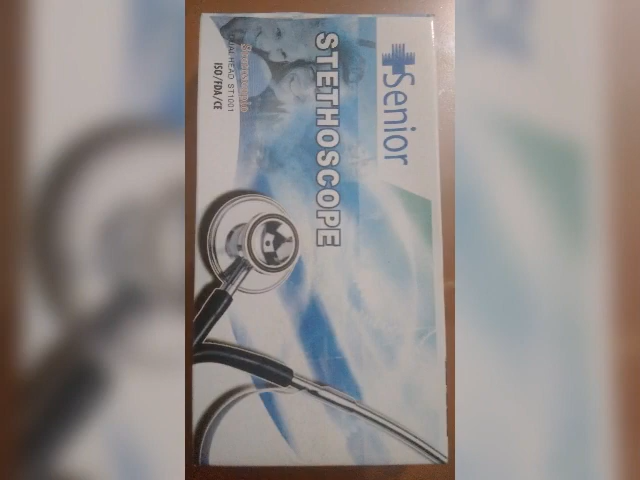 Senior
STETHOSCOPE
DUAL HEAD ST1001
ISO/FDA/CE